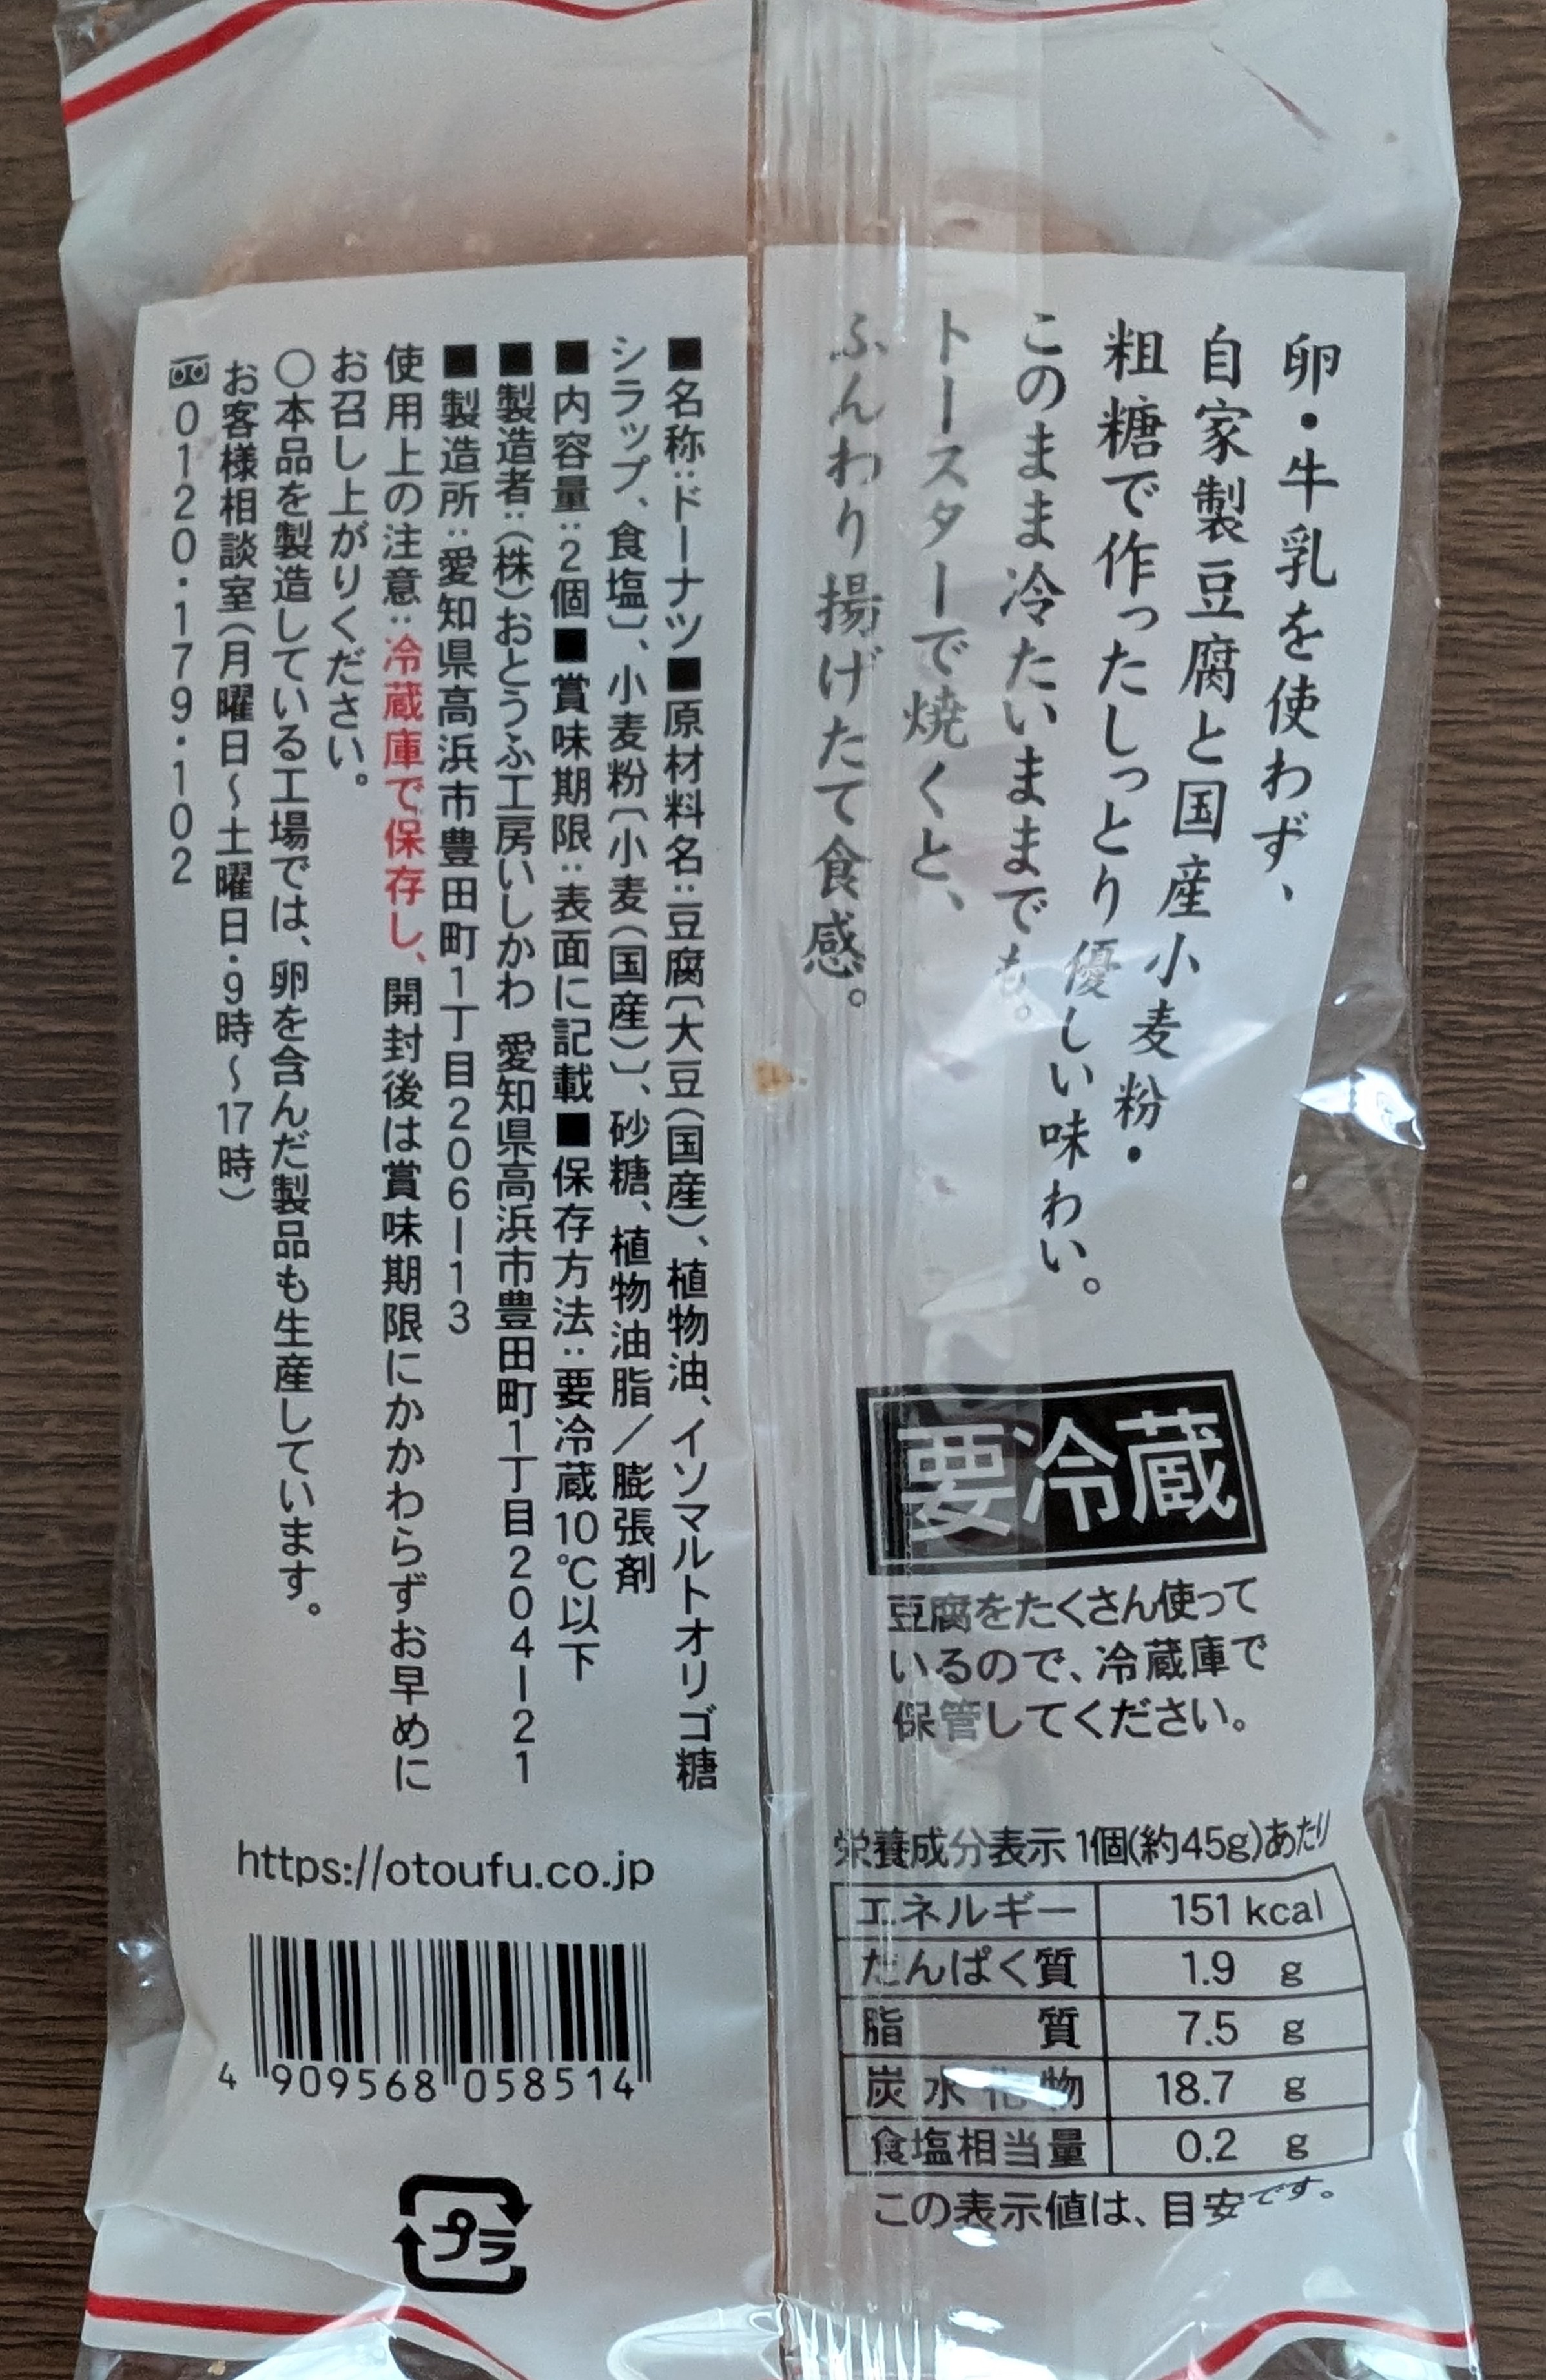 卵・牛乳を使わず、
自家製豆腐と国産小麦粉・
粗糖で作ったしっとり優しい味わい。
このまま冷たいままでも。
トースターで焼くと、
ふんわり揚げたて食感。
要冷蔵
豆腐をたくさん使って
いるので、冷蔵庫で
保管してください。
栄養成分表示 1個(約45g)あたり
エネルギー 151 kcal
たんぱく質 1.9 g
脂質 7.5 g
炭水化物 18.7 g
食塩相当量 0.2 g
この表示値は、目安です。
■名称:ドーナツ■原材料名:豆腐〔大豆(国産)、植物油、イソマルトオリゴ糖
シラップ、食塩〕、小麦粉〔小麦(国産)〕、砂糖、植物油脂/膨張剤
■内容量:2個■賞味期限:表面に記載■保存方法:要冷蔵10℃以下
■製造者:(株)おとうふ工房いしかわ 愛知県高浜市豊田町1丁目204-21
■製造所:愛知県高浜市豊田町1丁目206-13
使用上の注意:冷蔵庫で保存し、開封後は賞味期限にかかわらずお早めに
お召し上がりください。
○本品を製造している工場では、卵を含んだ製品も生産しています。
お客様相談室(月曜日~土曜日・9時~17時)
0120・179・102
https://otoufu.co.jp
4 909568 058514
プラ